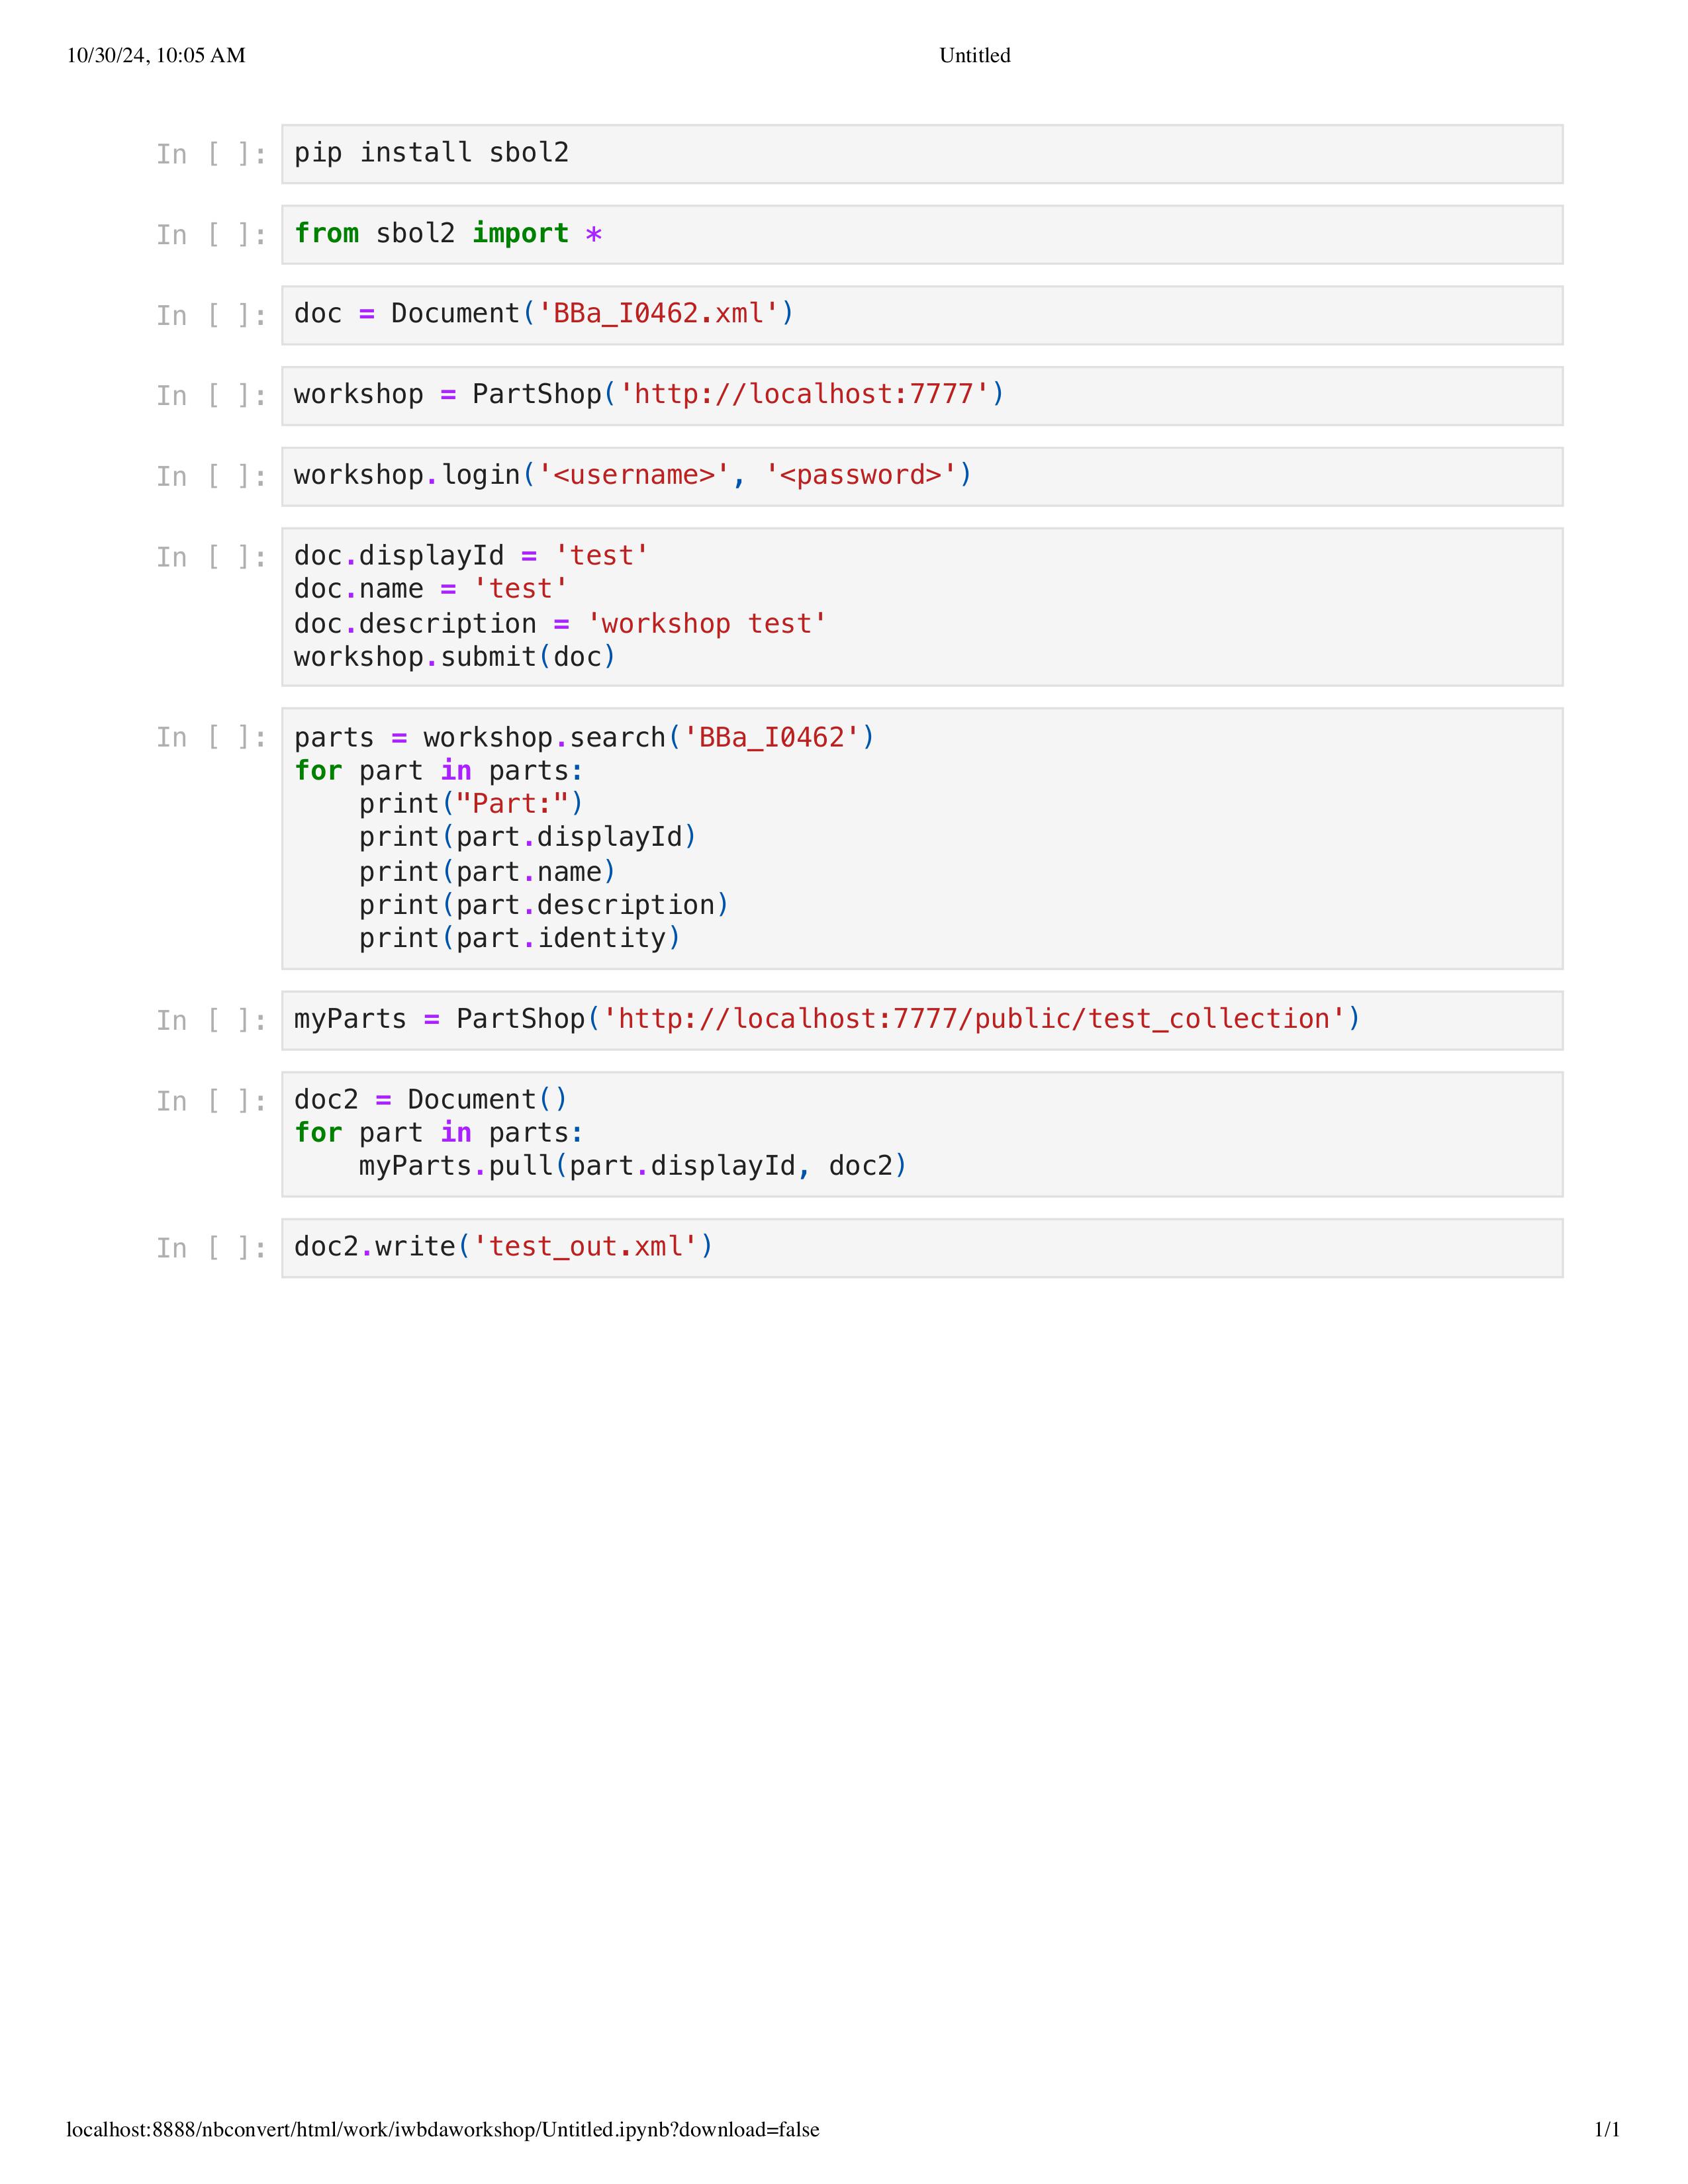 10/30/24, 10:05 AM Untitled
In [ ]: pip install sbol2
In [ ]: from sbol2 import *
In [ ]: doc = Document('BBa_I0462.xml')
In [ ]: workshop = PartShop('http://localhost:7777')
In [ ]: workshop.login('<username>', '<password>')
In [ ]: doc.displayId = 'test'
doc.name = 'test'
doc.description = 'workshop test'
workshop.submit(doc)
In [ ]: parts = workshop.search('BBa_I0462')
for part in parts:
    print("Part:")
    print(part.displayId)
    print(part.name)
    print(part.description)
    print(part.identity)
In [ ]: myParts = PartShop('http://localhost:7777/public/test_collection')
In [ ]: doc2 = Document()
for part in parts:
    myParts.pull(part.displayId, doc2)
In [ ]: doc2.write('test_out.xml')
localhost:8888/nbconvert/html/work/iwbdaworkshop/Untitled.ipynb?download=false 1/1